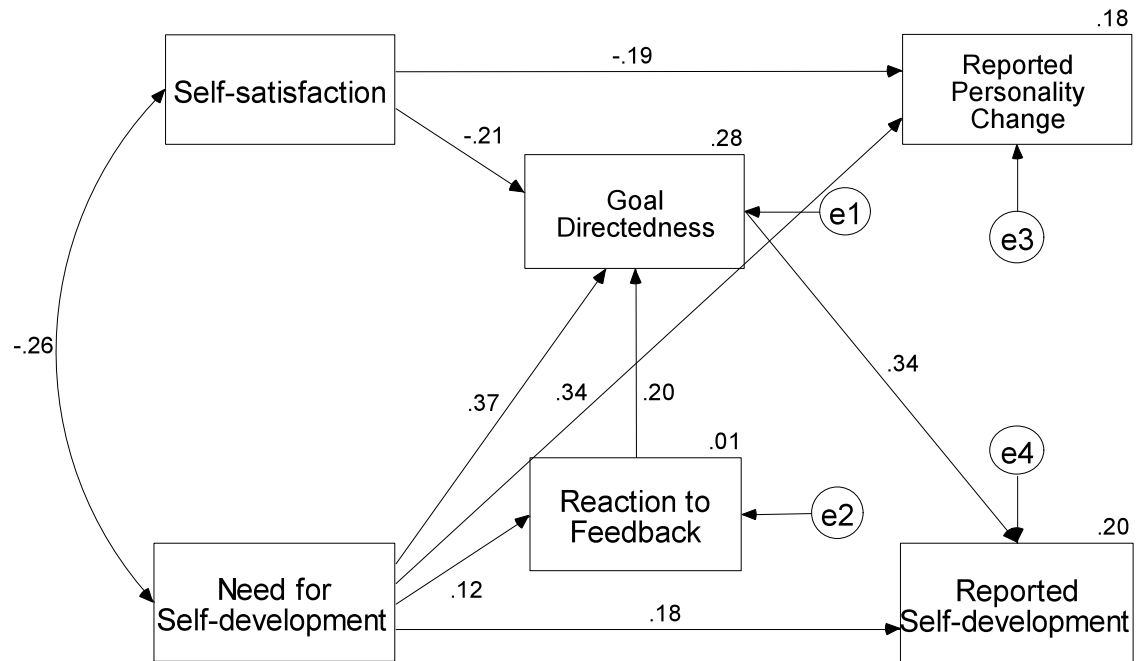 .18
-.19
Self-satisfaction
Reported
Personality
Change
-.21
.28
Goal
Directedness
e1
e3
-.26
.37
.34
.20
.34
.01
e4
Reaction to
Feedback
e2
.20
Need for
Self-development
.12
.18
Reported
Self-development